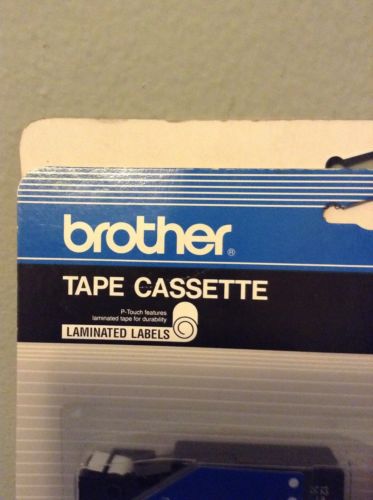 brother®
TAPE CASSETTE
P-Touch features
laminated tape for durability
LAMINATED LABELS